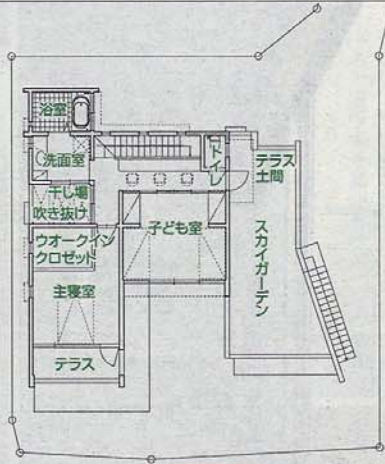 浴室
洗面室
トイレ
テラス
土間
干し場
吹き抜け
子ども室
ウオークイン
クロゼット
スカイガーデン
主寝室
テラス